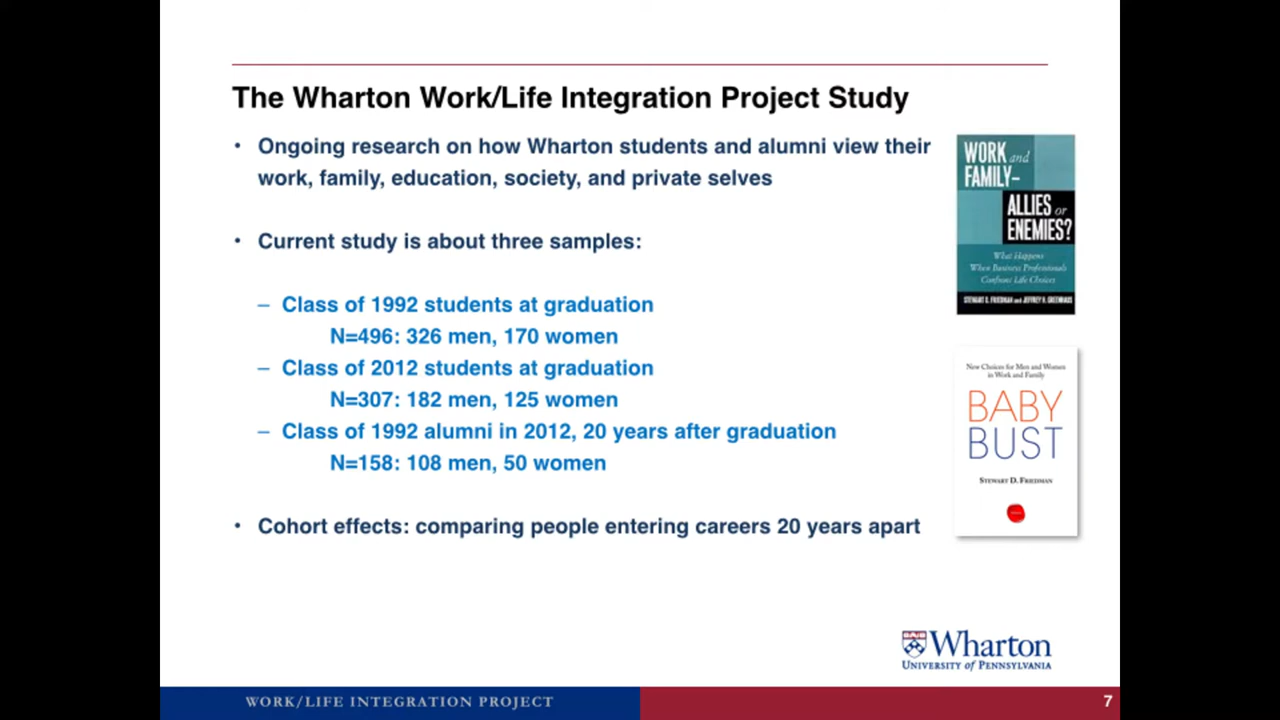 The Wharton Work/Life Integration Project Study
• Ongoing research on how Wharton students and alumni view their
work, family, education, society, and private selves
• Current study is about three samples:
– Class of 1992 students at graduation
N=496: 326 men, 170 women
– Class of 2012 students at graduation
N=307: 182 men, 125 women
– Class of 1992 alumni in 2012, 20 years after graduation
N=158: 108 men, 50 women
• Cohort effects: comparing people entering careers 20 years apart
WORK and
FAMILY–
ALLIES or
ENEMIES?
What Happens
When Business Professionals
Confront Life Choices
STEWART D. FRIEDMAN and JEFFREY H. GREENHAUS
New Choices for Men and Women
in Work and Family
BABY
BUST
STEWART D. FRIEDMAN
Wharton
UNIVERSITY of PENNSYLVANIA
WORK/LIFE INTEGRATION PROJECT
7